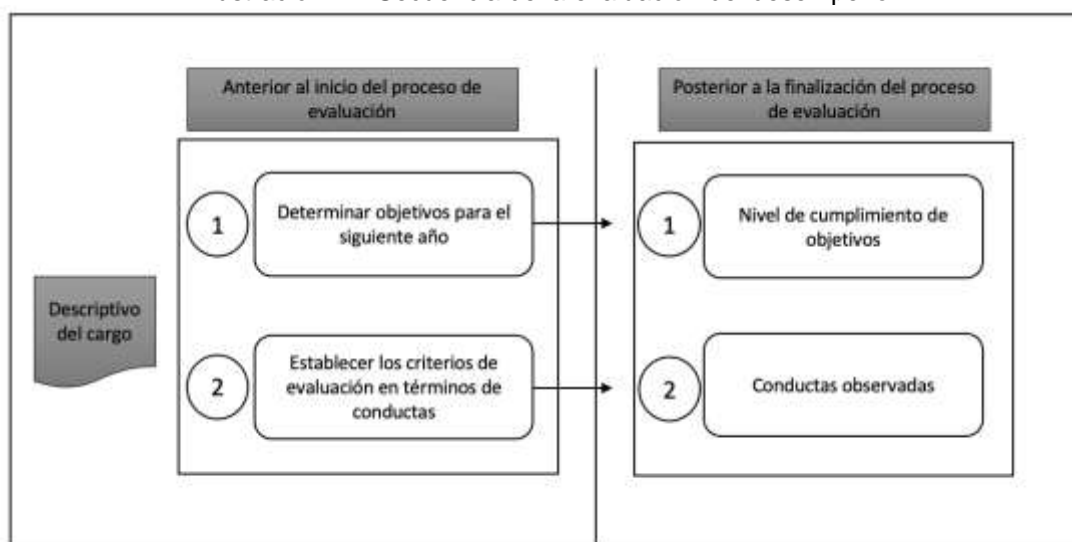 Anterior al inicio del proceso de
evaluación
Posterior a la finalización del proceso
de evaluación
1
Determinar objetivos para el
siguiente año
1
Nivel de cumplimiento de
objetivos
Descriptivo
del cargo
2
Establecer los criterios de
evaluación en términos de
conductas
2
Conductas observadas